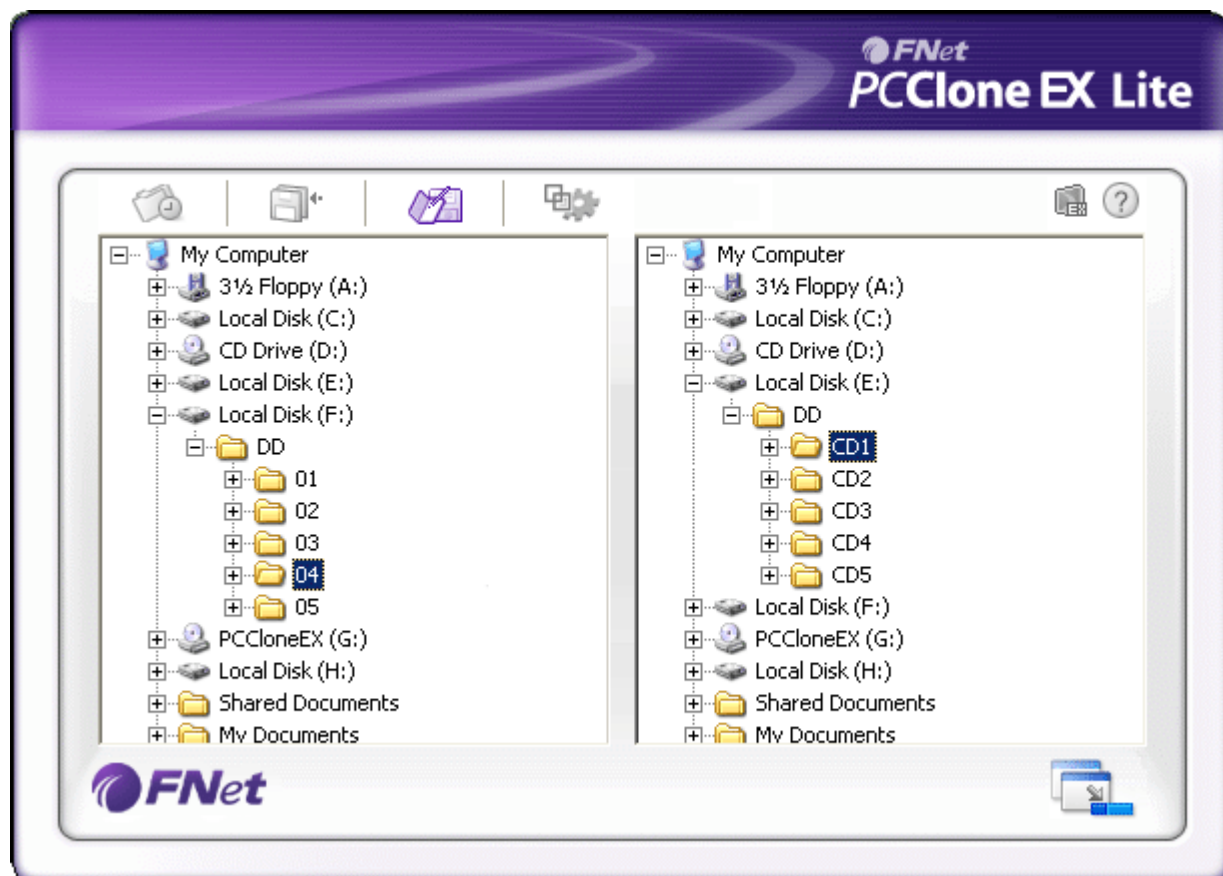 FNet
PCClone EX Lite
EX
?
My Computer
3½ Floppy (A:)
Local Disk (C:)
CD Drive (D:)
Local Disk (E:)
Local Disk (F:)
DD
01
02
03
04
05
PCCloneEX (G:)
Local Disk (H:)
Shared Documents
My Documents
My Computer
3½ Floppy (A:)
Local Disk (C:)
CD Drive (D:)
Local Disk (E:)
DD
CD1
CD2
CD3
CD4
CD5
Local Disk (F:)
PCCloneEX (G:)
Local Disk (H:)
Shared Documents
My Documents
FNet